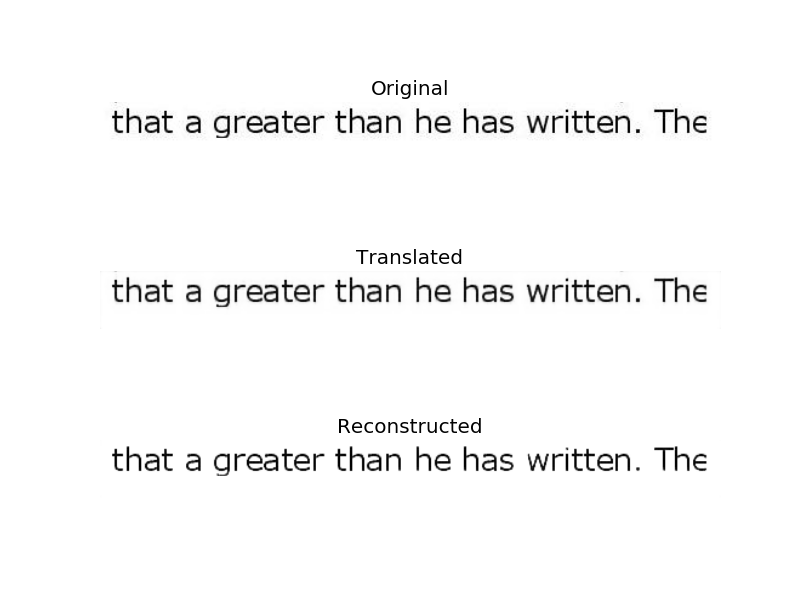 Original
that a greater than he has written. The
Translated
that a greater than he has written. The
Reconstructed
that a greater than he has written. The